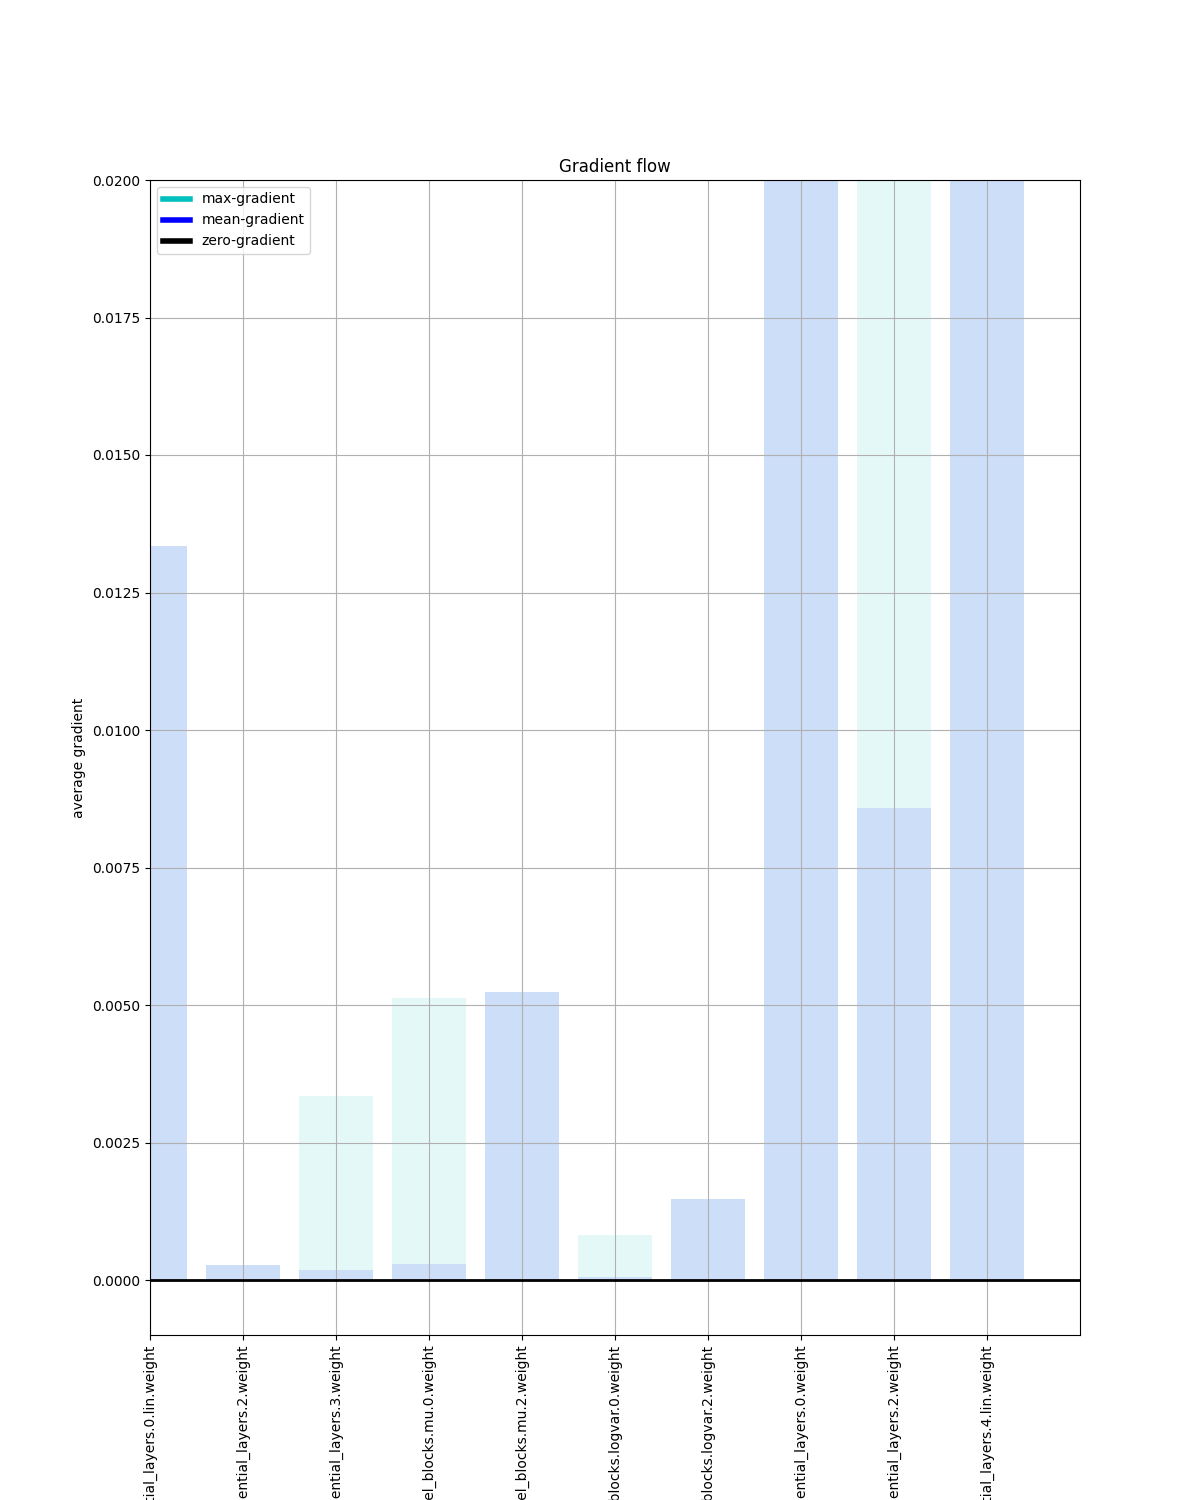 Gradient flow
max-gradient
mean-gradient
zero-gradient
0.0200
0.0175
0.0150
0.0125
0.0100
0.0075
0.0050
0.0025
0.0000
average gradient
tial_layers.0.lin.weight
ential_layers.2.weight
ential_layers.3.weight
el_blocks.mu.0.weight
el_blocks.mu.2.weight
blocks.logvar.0.weight
blocks.logvar.2.weight
ential_layers.0.weight
ential_layers.2.weight
tial_layers.4.lin.weight